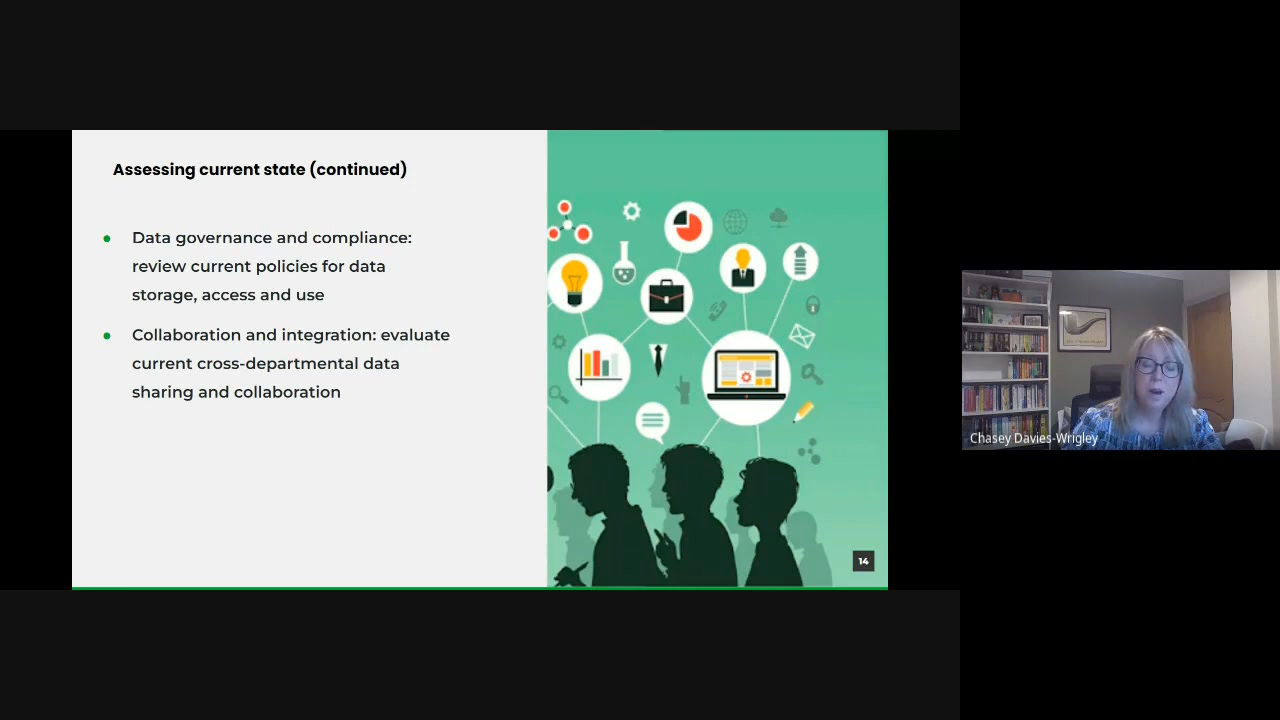 Assessing current state (continued)
● Data governance and compliance:
review current policies for data
storage, access and use
● Collaboration and integration: evaluate
current cross-departmental data
sharing and collaboration
14
Chasey Davies-Wrigley